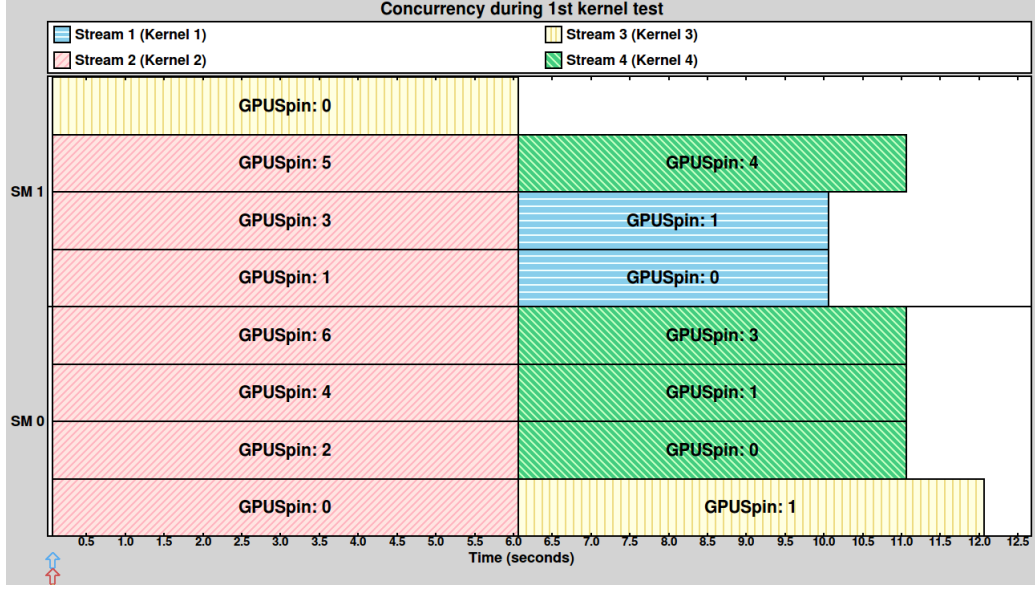 Concurrency during 1st kernel test
Stream 1 (Kernel 1)
Stream 3 (Kernel 3)
Stream 2 (Kernel 2)
Stream 4 (Kernel 4)
GPUSpin: 0
GPUSpin: 5
GPUSpin: 4
SM 1
GPUSpin: 3
GPUSpin: 1
GPUSpin: 1
GPUSpin: 0
GPUSpin: 6
GPUSpin: 3
GPUSpin: 4
GPUSpin: 1
SM 0
GPUSpin: 2
GPUSpin: 0
GPUSpin: 0
GPUSpin: 1
0.5 1.0 1.5 2.0 2.5 3.0 3.5 4.0 4.5 5.0 5.5 6.0 6.5 7.0 7.5 8.0 8.5 9.0 9.5 10.0 10.5 11.0 11.5 12.0 12.5
Time (seconds)